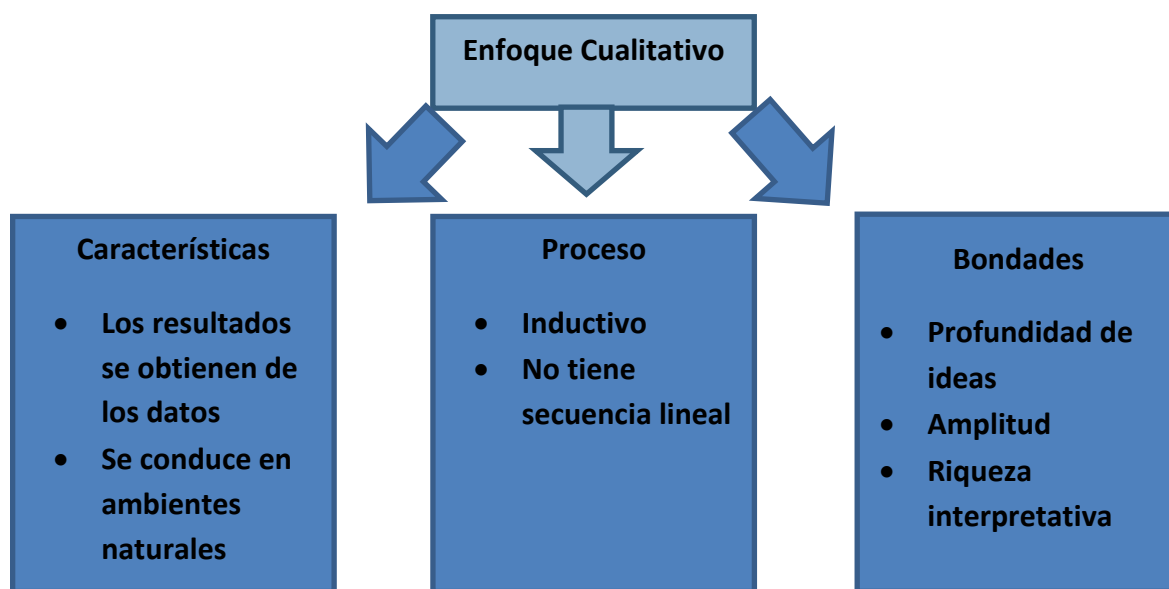 Enfoque Cualitativo
Características
• Los resultados
se obtienen de
los datos
• Se conduce en
ambientes
naturales
Proceso
• Inductivo
• No tiene
secuencia lineal
Bondades
• Profundidad de
ideas
• Amplitud
• Riqueza
interpretativa